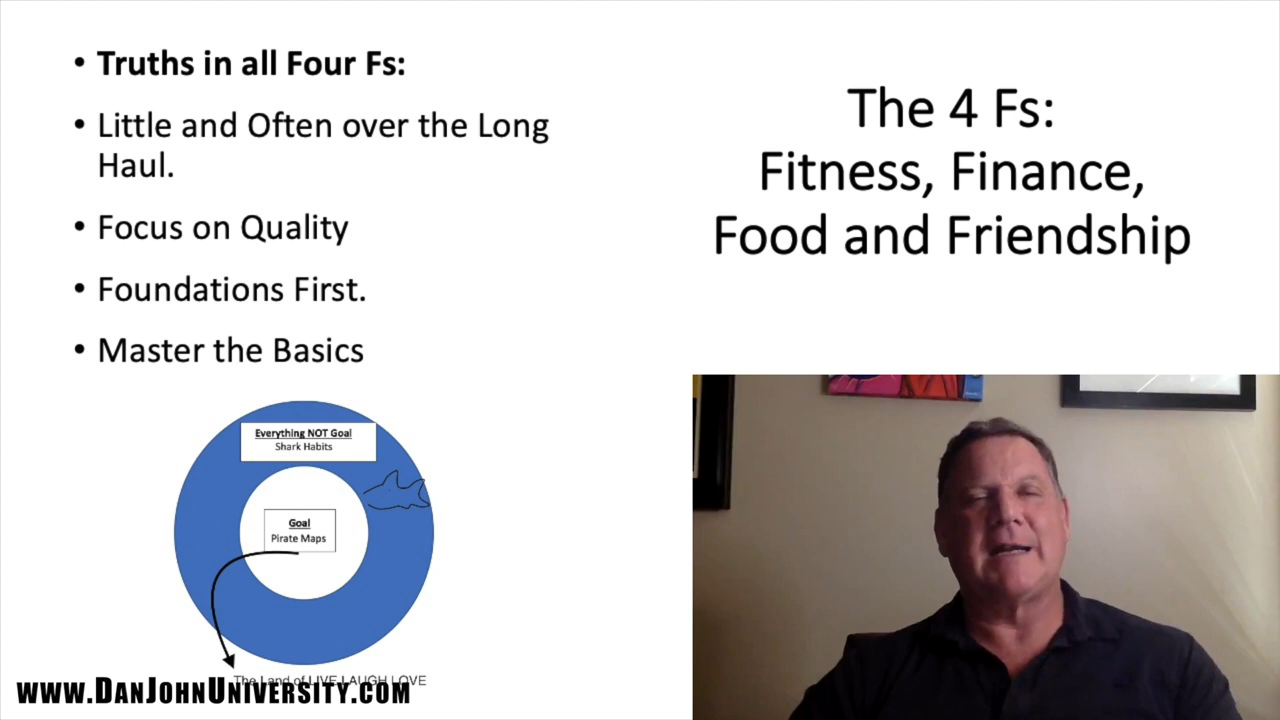 • Truths in all Four Fs:
• Little and Often over the Long
Haul.
• Focus on Quality
• Foundations First.
• Master the Basics
The 4 Fs:
Fitness, Finance,
Food and Friendship
Everything NOT Goal
Shark Habits
Goal
Pirate Maps
The Land of LIVE LAUGH LOVE
www.DanJohnUniversity.com